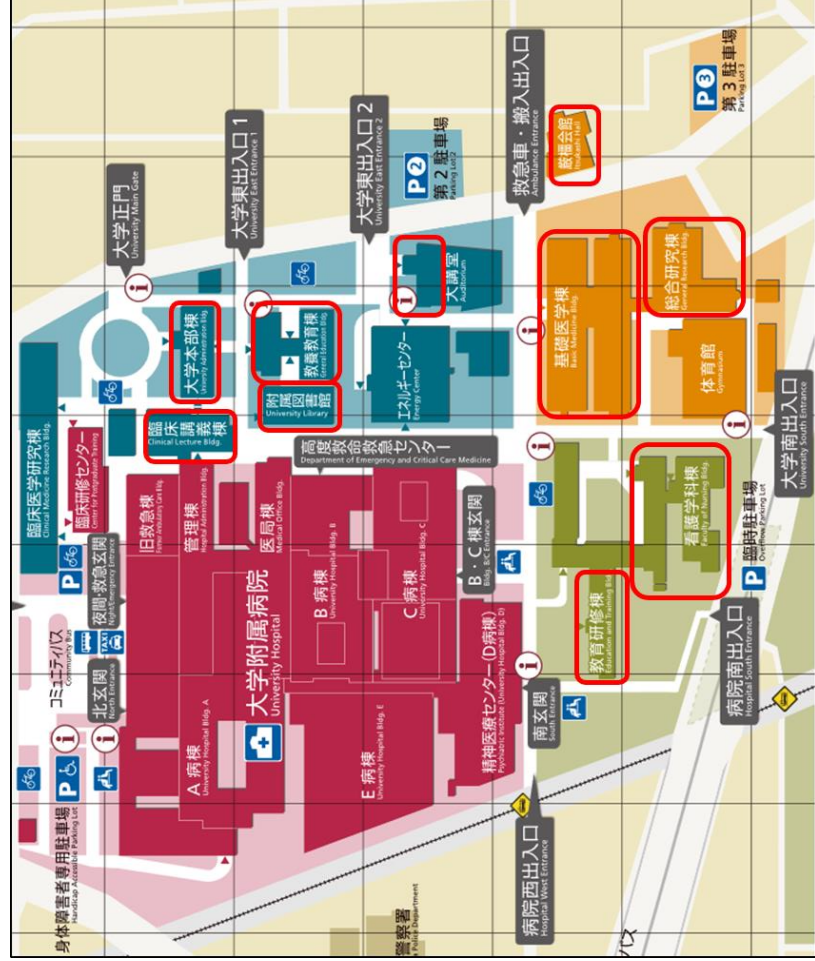 身体障害者専用駐車場
Handicap Accessible Parking Lot
P
コミュニティバス
Community Bus
TAXI
北玄関
North Entrance
夜間・救急玄関
Night/Emergency Entrance
P
臨床研修センター
Center for Postgraduate Training
臨床医学研究棟
Clinical Medicine Research Bldg.
大学正門
University Main Gate
A 病棟
University Hospital Bldg. A
旧救急棟
Former Ambulatory Care Bldg.
管理棟
Hospital Administration Bldg.
臨床講義棟
Clinical Lecture Bldg.
大学本部棟
University Administration Bldg.
大学東出入口 1
University East Entrance 1
大学附属病院
University Hospital
医局棟
Medical Office Bldg.
附属図書館
University Library
教養教育棟
General Education Bldg.
高度救命救急センター
Department of Emergency and Critical Care Medicine
B 病棟
University Hospital Bldg. B
E 病棟
University Hospital Bldg. E
C 病棟
University Hospital Bldg. C
エネルギーセンター
Energy Center
大学東出入口 2
University East Entrance 2
P 2
第 2 駐車場
Parking Lot 2
大講堂
Auditorium
警察署
Police Department
B・C 棟玄関
Bldg. B/C Entrance
精神医療センター(D病棟)
Psychiatric Institute (University Hospital Bldg. D)
救急車・搬入出入口
Ambulance Entrance
病院西出入口
Hospital West Entrance
南玄関
South Entrance
基礎医学棟
Basic Medicine Bldg.
厳橿会館
Itsukashi Hall
教育研修棟
Education and Training Bld
バス
看護学科棟
Faculty of Nursing Bldg.
体育館
Gymnasium
総合研究棟
General Research Bldg.
P 3
第 3 駐車場
Parking Lot 3
病院南出入口
Hospital South Entrance
P 臨時駐車場
Overflow Parking Lot
大学南出入口
University South Entrance